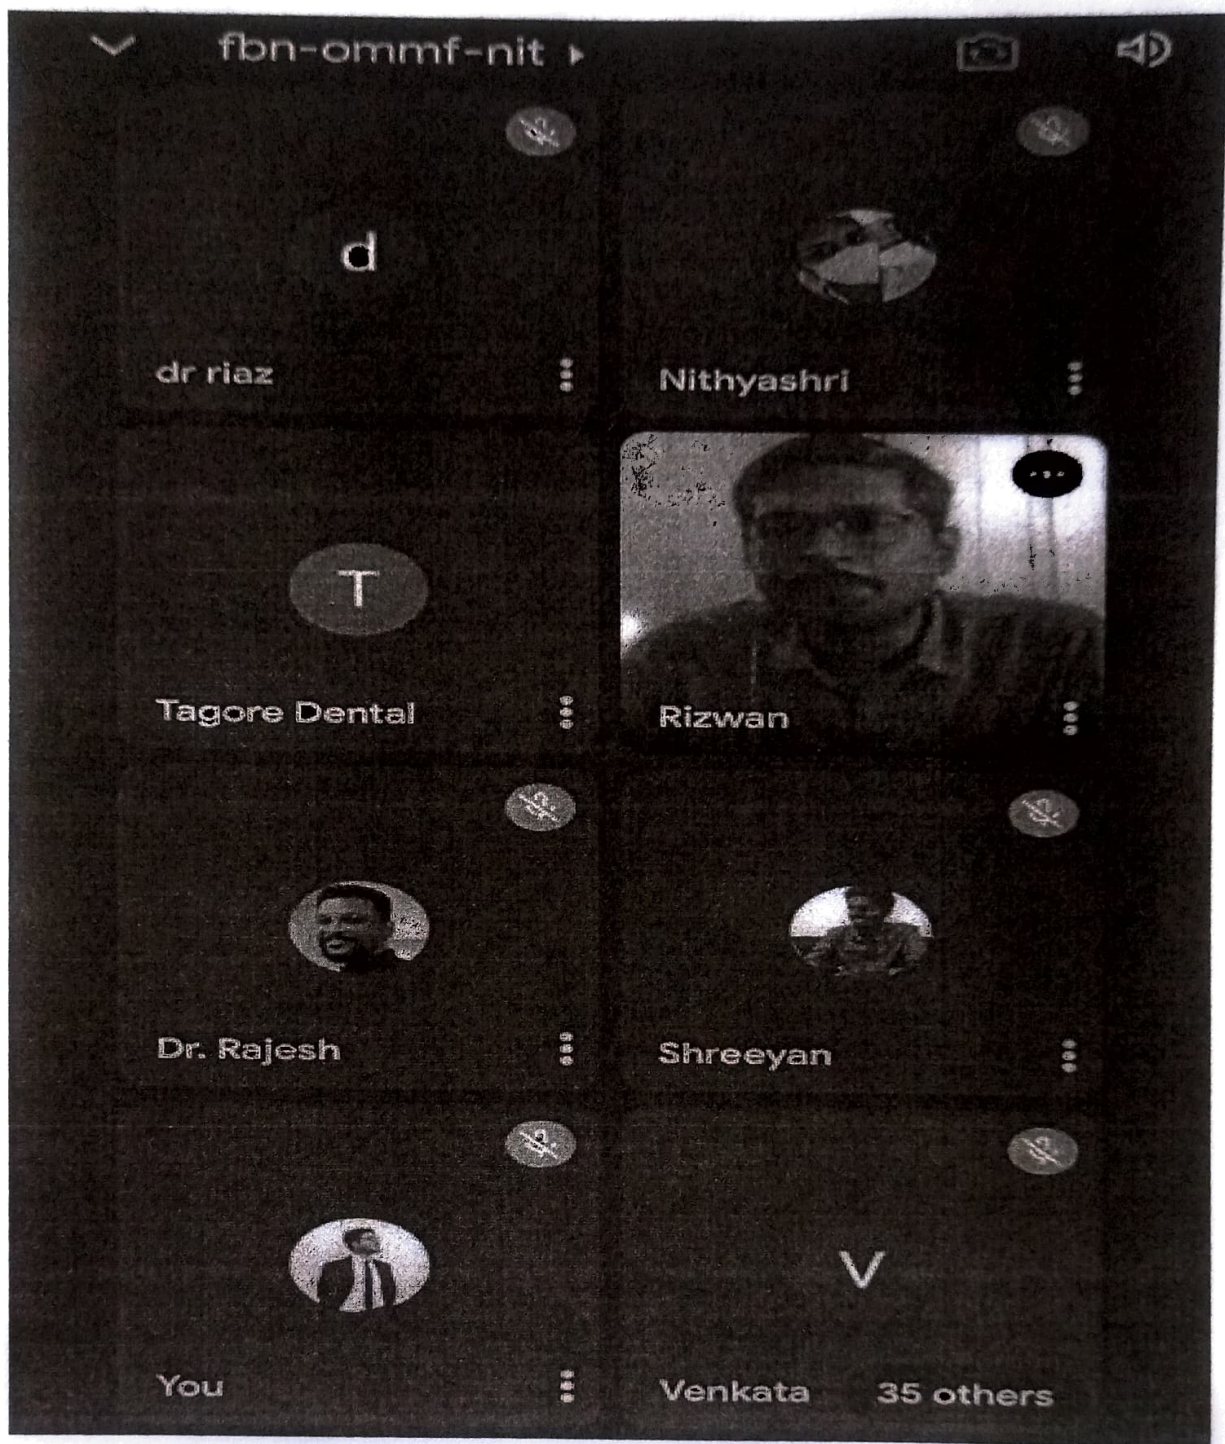 fbn-ommf-nit
d
dr riaz
Nithyashri
T
Tagore Dental
Rizwan
Dr. Rajesh
Shreeyan
You
V
Venkata
35 others